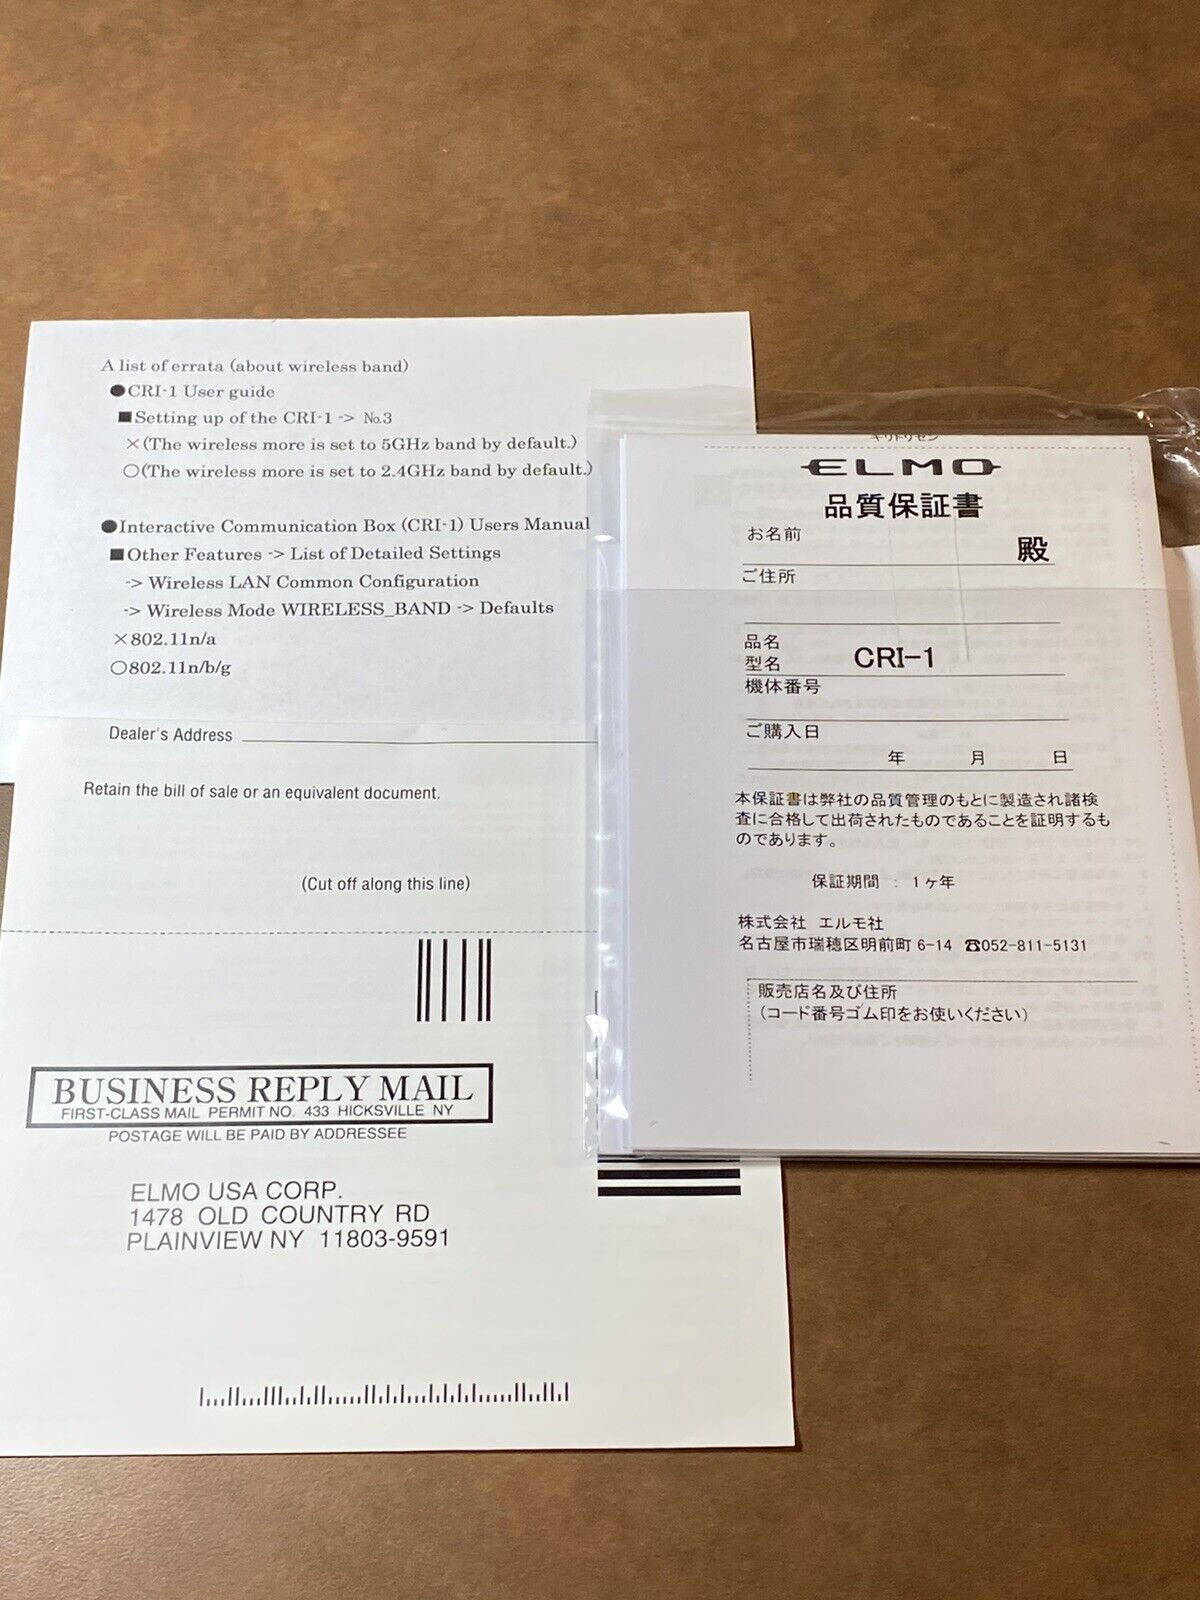 A list of errata (about wireless band)
●CRI-1 User guide
■Setting up of the CRI-1 -> №3
×(The wireless more is set to 5GHz band by default.)
○(The wireless more is set to 2.4GHz band by default.)
●Interactive Communication Box (CRI-1) Users Manual
■Other Features -> List of Detailed Settings
-> Wireless LAN Common Configuration
-> Wireless Mode WIRELESS_BAND -> Defaults
×802.11n/a
○802.11n/b/g
Dealer's Address
Retain the bill of sale or an equivalent document.
(Cut off along this line)
BUSINESS REPLY MAIL
FIRST-CLASS MAIL PERMIT NO. 433 HICKSVILLE NY
POSTAGE WILL BE PAID BY ADDRESSEE
ELMO USA CORP.
1478 OLD COUNTRY RD
PLAINVIEW NY 11803-9591
キリトリセン
ELMO
品質保証書
お名前
殿
ご住所
品名
型名 CRI-1
機体番号
ご購入日
年 月 日
本保証書は弊社の品質管理のもとに製造され諸検
査に合格して出荷されたものであることを証明するも
のであります。
保証期間 : 1ヶ年
株式会社 エルモ社
名古屋市瑞穂区明前町 6-14 ☎052-811-5131
販売店名及び住所
(コード番号ゴム印をお使いください)